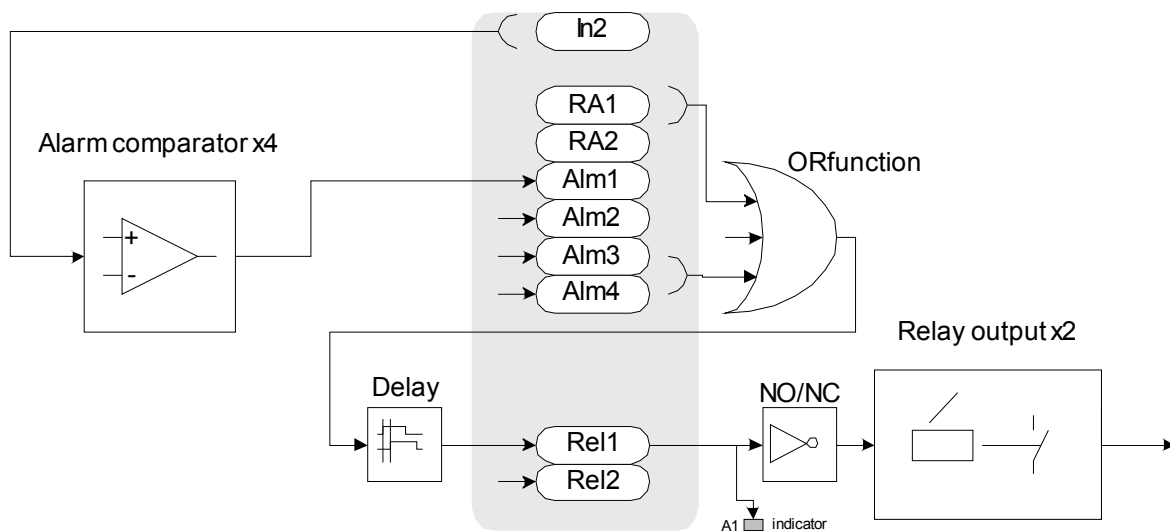 In2
RA1
RA2
Alarm comparator x4
ORfunction
Alm1
Alm2
Alm3
Alm4
+
-
Relay output x2
Delay
NO/NC
Rel1
Rel2
A1 indicator